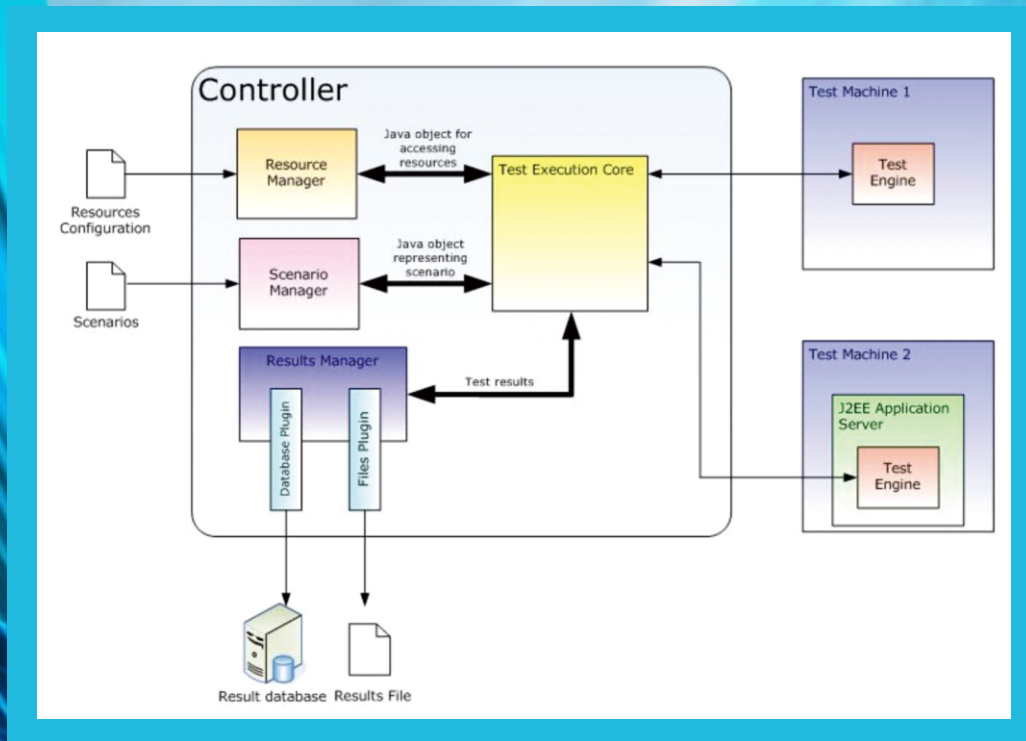 Controller
Resource
Manager
Java object for
accessing
resources
Test Execution Core
Test Machine 1
Test
Engine
Resources
Configuration
Scenario
Manager
Java object
representing
scenario
Scenarios
Results Manager
Test results
Database Plugin
Files Plugin
Test Machine 2
J2EE Application
Server
Test
Engine
Result database
Results File